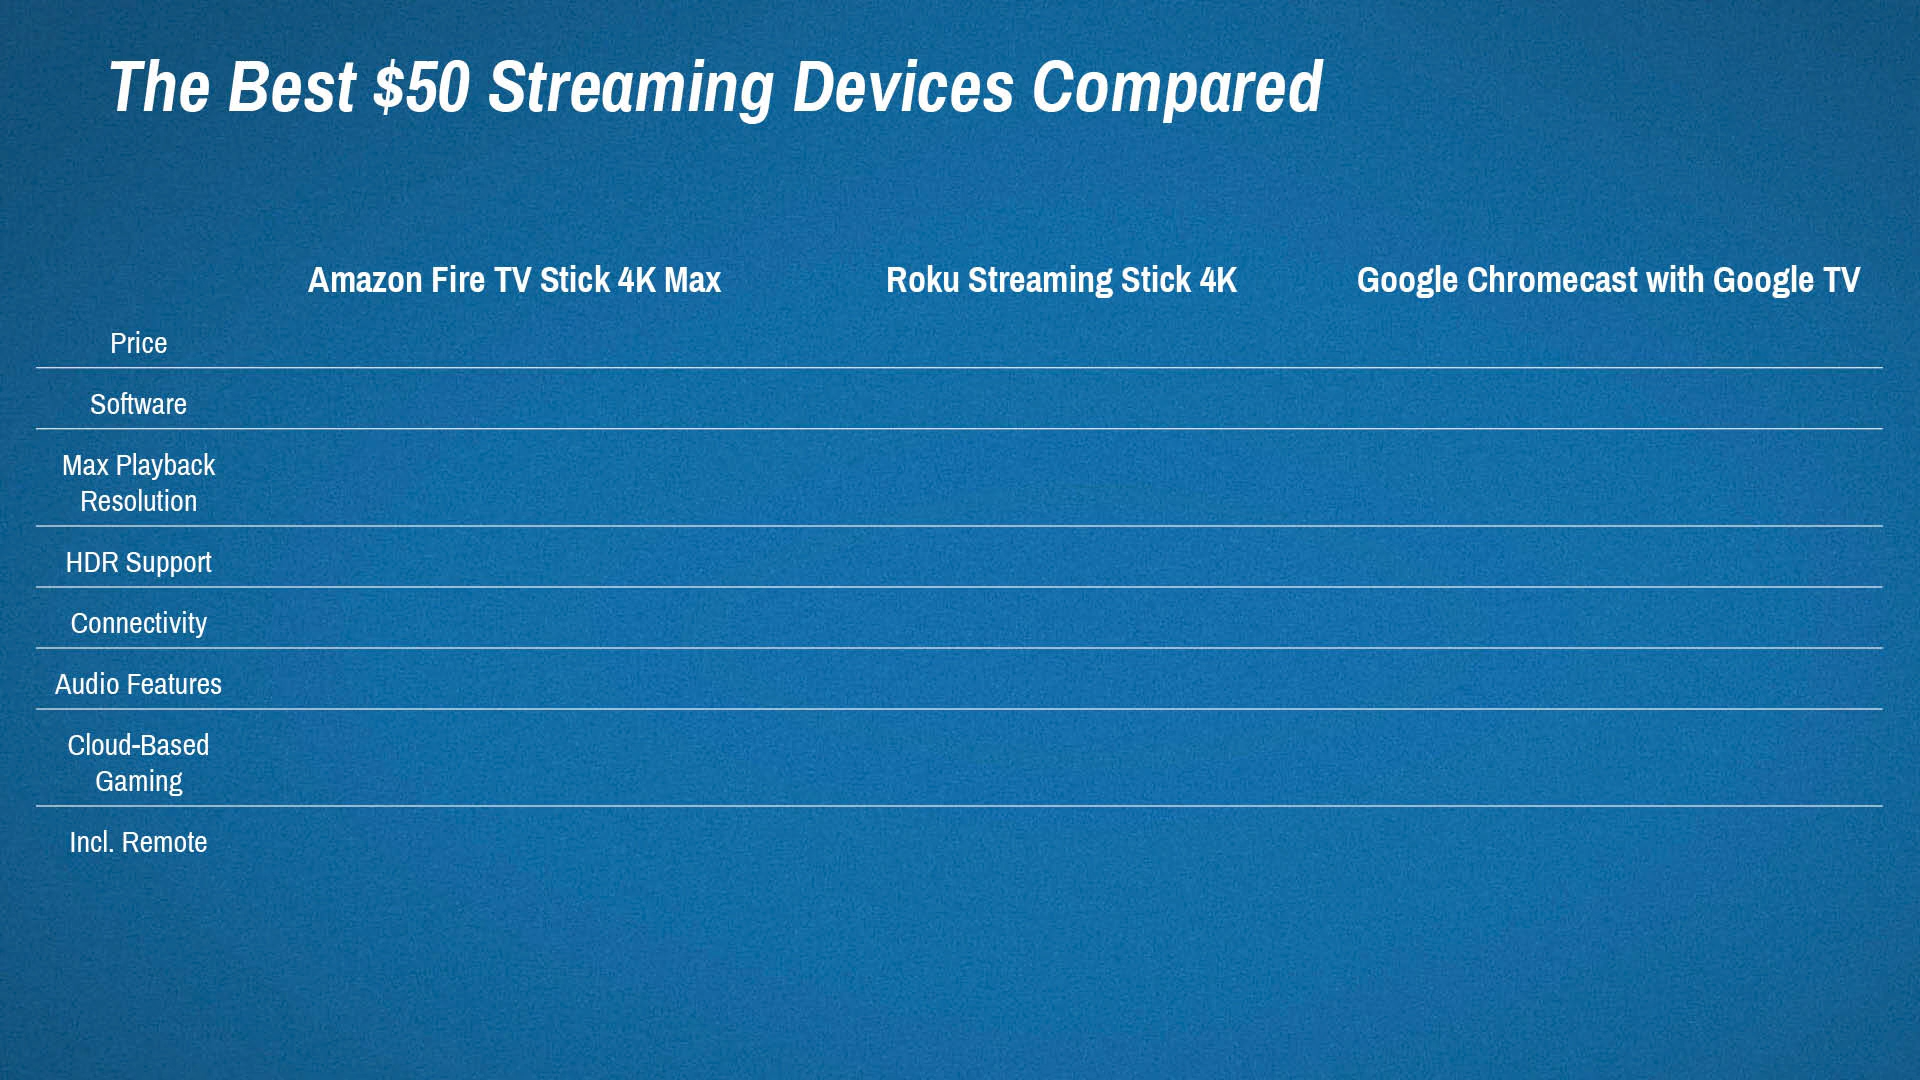 The Best $50 Streaming Devices Compared
Amazon Fire TV Stick 4K Max Roku Streaming Stick 4K Google Chromecast with Google TV
Price
Software
Max Playback
Resolution
HDR Support
Connectivity
Audio Features
Cloud-Based
Gaming
Incl. Remote